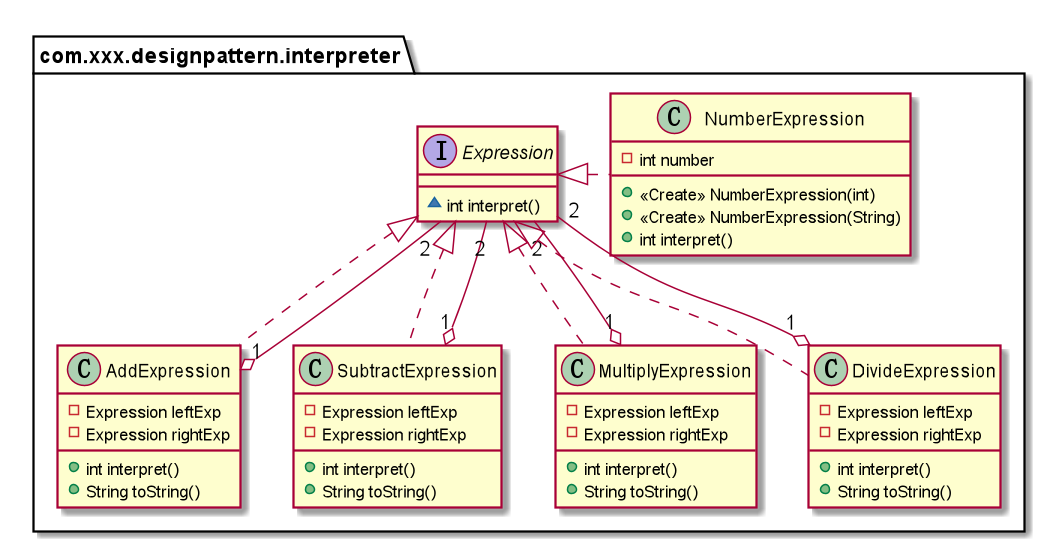 com.xxx.designpattern.interpreter
C NumberExpression
int number
«Create» NumberExpression(int)
«Create» NumberExpression(String)
int interpret()
I Expression
int interpret()
2
2
2
2
1
1
1
1
C AddExpression
Expression leftExp
Expression rightExp
int interpret()
String toString()
C SubtractExpression
Expression leftExp
Expression rightExp
int interpret()
String toString()
C MultiplyExpression
Expression leftExp
Expression rightExp
int interpret()
String toString()
C DivideExpression
Expression leftExp
Expression rightExp
int interpret()
String toString()